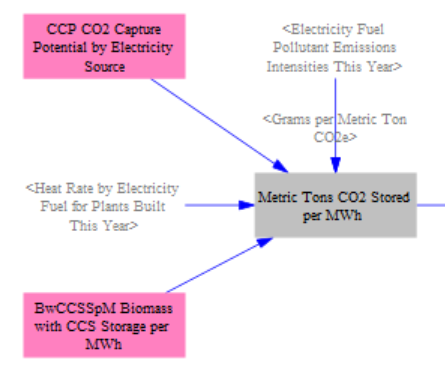 CCP CO2 Capture
Potential by Electricity
Source
<Electricity Fuel
Pollutant Emissions
Intensities This Year>
<Grams per Metric Ton
CO2e>
<Heat Rate by Electricity
Fuel for Plants Built
This Year>
Metric Tons CO2 Stored
per MWh
BwCCSSpM Biomass
with CCS Storage per
MWh